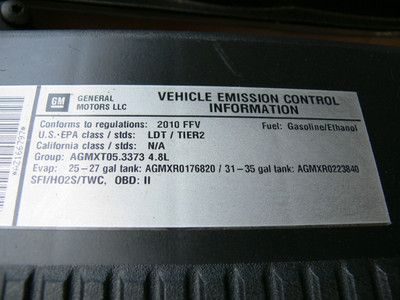 GM
GENERAL MOTORS LLC
VEHICLE EMISSION CONTROL
INFORMATION
Conforms to regulations: 2010 FFV Fuel: Gasoline/Ethanol
U.S. EPA class / stds: LDT / TIER2
California class / stds: N/A
Group: AGMXT05.3373 4.8L
Evap: 25-27 gal tank: AGMXR0176820 / 31-35 gal tank: AGMXR0223840
SFI/HO2S/TWC, OBD: II